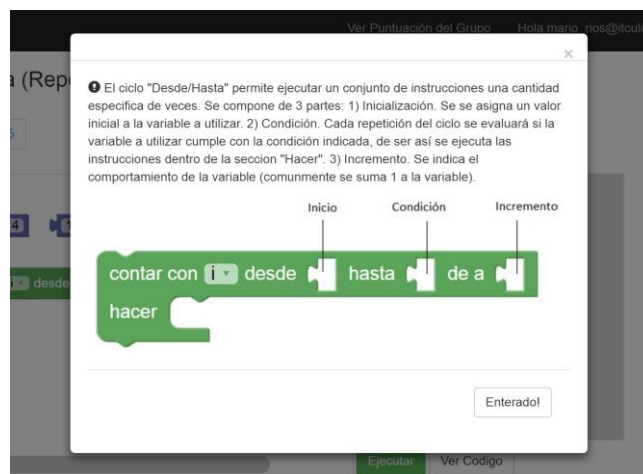 Ver Puntuación del Grupo Hola mario_rios@itculi
×
a (Rep
❶ El ciclo "Desde/Hasta" permite ejecutar un conjunto de instrucciones una cantidad
especifica de veces. Se compone de 3 partes: 1) Inicialización. Se se asigna un valor
inicial a la variable a utilizar. 2) Condición. Cada repetición del ciclo se evaluará si la
variable a utilizar cumple con la condición indicada, de ser así se ejecuta las
instrucciones dentro de la seccion "Hacer". 3) Incremento. Se indica el
comportamiento de la variable (comunmente se suma 1 a la variable).
5
4
Inicio Condición Incremento
i desde
contar con i desde hasta de a
hacer
Enterado!
Ejecutar Ver Codigo